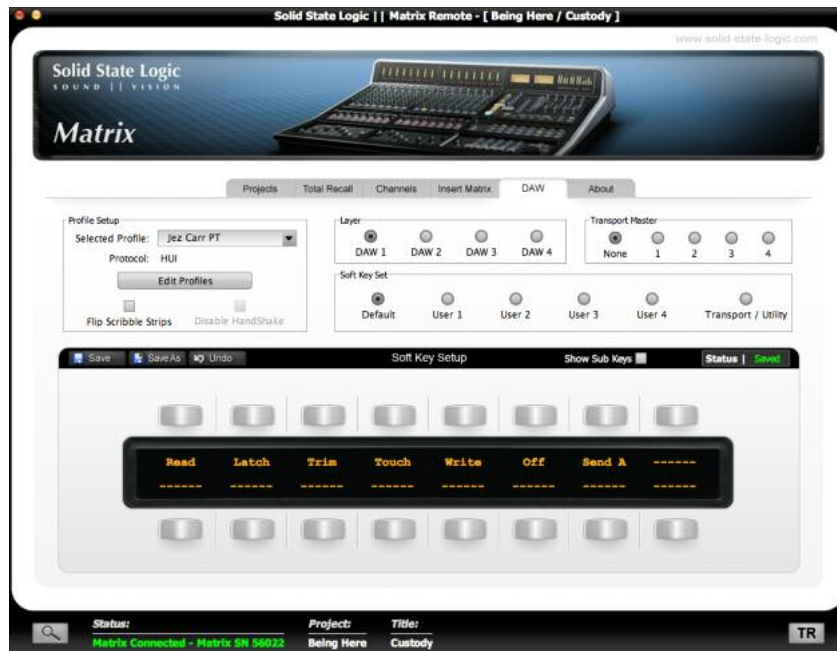 Solid State Logic || Matrix Remote - [ Being Here / Custody ]
www.solid-state-logic.com
Solid State Logic
SOUND || VISION
Matrix
Projects Total Recall Channels Insert Matrix DAW About
Profile Setup
Selected Profile: Jez Carr PT
Protocol: HUI
Edit Profiles
Flip Scribble Strips Disable HandShake
Layer
DAW 1 DAW 2 DAW 3 DAW 4
Transport Master
None 1 2 3 4
Soft Key Set
Default User 1 User 2 User 3 User 4 Transport / Utility
Save Save As Undo Soft Key Setup Show Sub Keys Status | Saved
Read Latch Trim Touch Write Off Send A ------
------ ------ ------ ------ ------ ------ ------ ------
Status: Project: Title:
Matrix Connected - Matrix SN 56022 Being Here Custody
TR